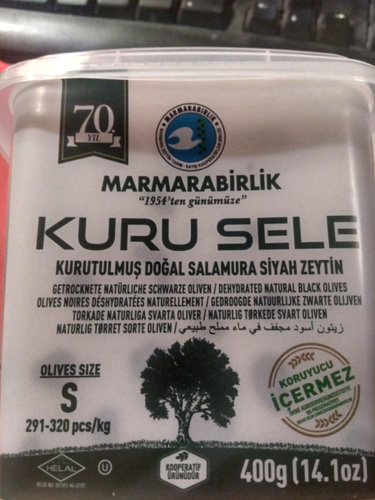 70.
YIL
MARMARABİRLİK
MARMARABİRLİK
"1954'ten günümüze"
KURU SELE
KURUTULMUŞ DOĞAL SALAMURA SİYAH ZEYTİN
GETROCKNETE NATÜRLICHE SCHWARZE OLIVEN / DEHYDRATED NATURAL BLACK OLIVES
OLIVES NOIRES DÉSHYDRATÉES NATURELLEMENT / GEDROOGDE NATUURLIJKE ZWARTE OLIJVEN
TORKADE NATURLIGA SVARTA OLIVER / NATURLIG TØRKEDE SVART OLIVEN
NATURLIG TØRRET SORTE OLIVEN / زيتون أسود مجفف في ماء مملح طبيعي
OLIVES SIZE
S
291-320 pcs/kg
KORUYUCU
İÇERMEZ
HELAL
U
KOOPERATİF
ÜRÜNÜDÜR
400g (14.1oz)